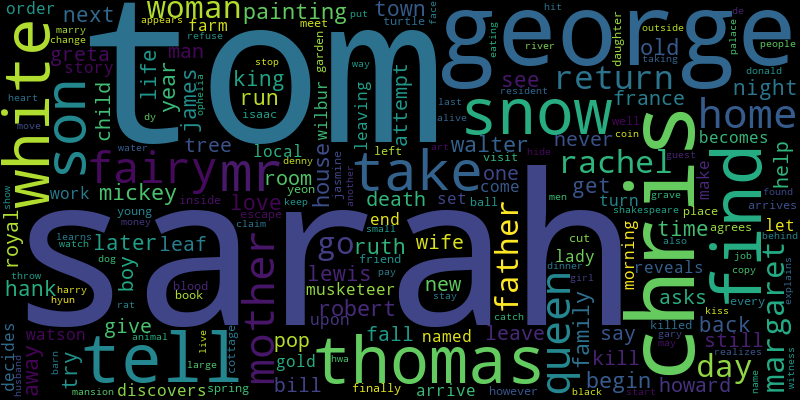 order
next
woman
painting
town
turtle
face
eating
hit
outside
daughter
de
palace
people
appears
put
marry
change
refuse
farm
meet
tom
george
taking
river
donald
white
son
greta
story
man
life
year
stop
king
run
isaac
wilbur
garden
leaving
way
attempt
see
old
return
night
heart
move
child
james
ophelia
last
alive
resident
snow
france
well
coin
home
dy
tree
local
house
denny
left
walter
never
becomes
water
fairy
mr
room
jasmine
another
take
art
visit
hide
guest
rachel
get
make
help
found
work
mickey
inside
love
yeon
death
set
one
come
men
turn
grave
shakespeare
place
arrives
royal
show
young
money
escape
keep
claim
end
small
ball
chris
find
time
agrees
also
let
behind
later
leaf
sarah
go
ruth
wife
father
cut
lady
morning
reveals
job
copy
margaret
explains
learns
watch
dog
boy
mother
friend
lewis
pay
new
queen
family
dinner
girl
asks
every
throw
hank
harry
hyun
blood
book
rat
musketeer
robert
upon
stay
catch
killed
kiss
back
decides
husband
away
watson
barn
try
give
animal
live
large
tell
cottage
pop
gold
bill
fall
hwa
named
leave
thomas
say
kill
begin
george
may
still
day
realizes
name
witness
mansion
discovers
spring
finally
arrive
however
black
start
howard